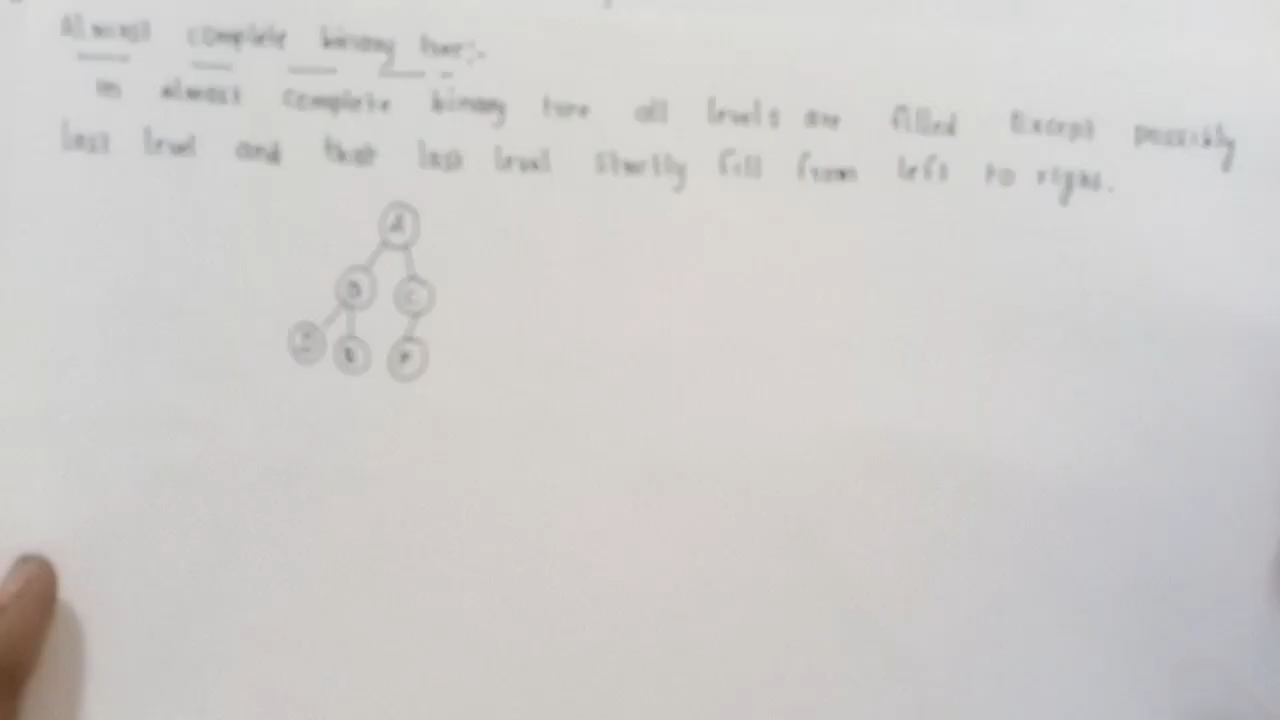 Almost complete binary tree:-
In almost complete binary tree all levels are filled Except possibly
last level and that last level strictly fill from left to right.
A
B C
D E F